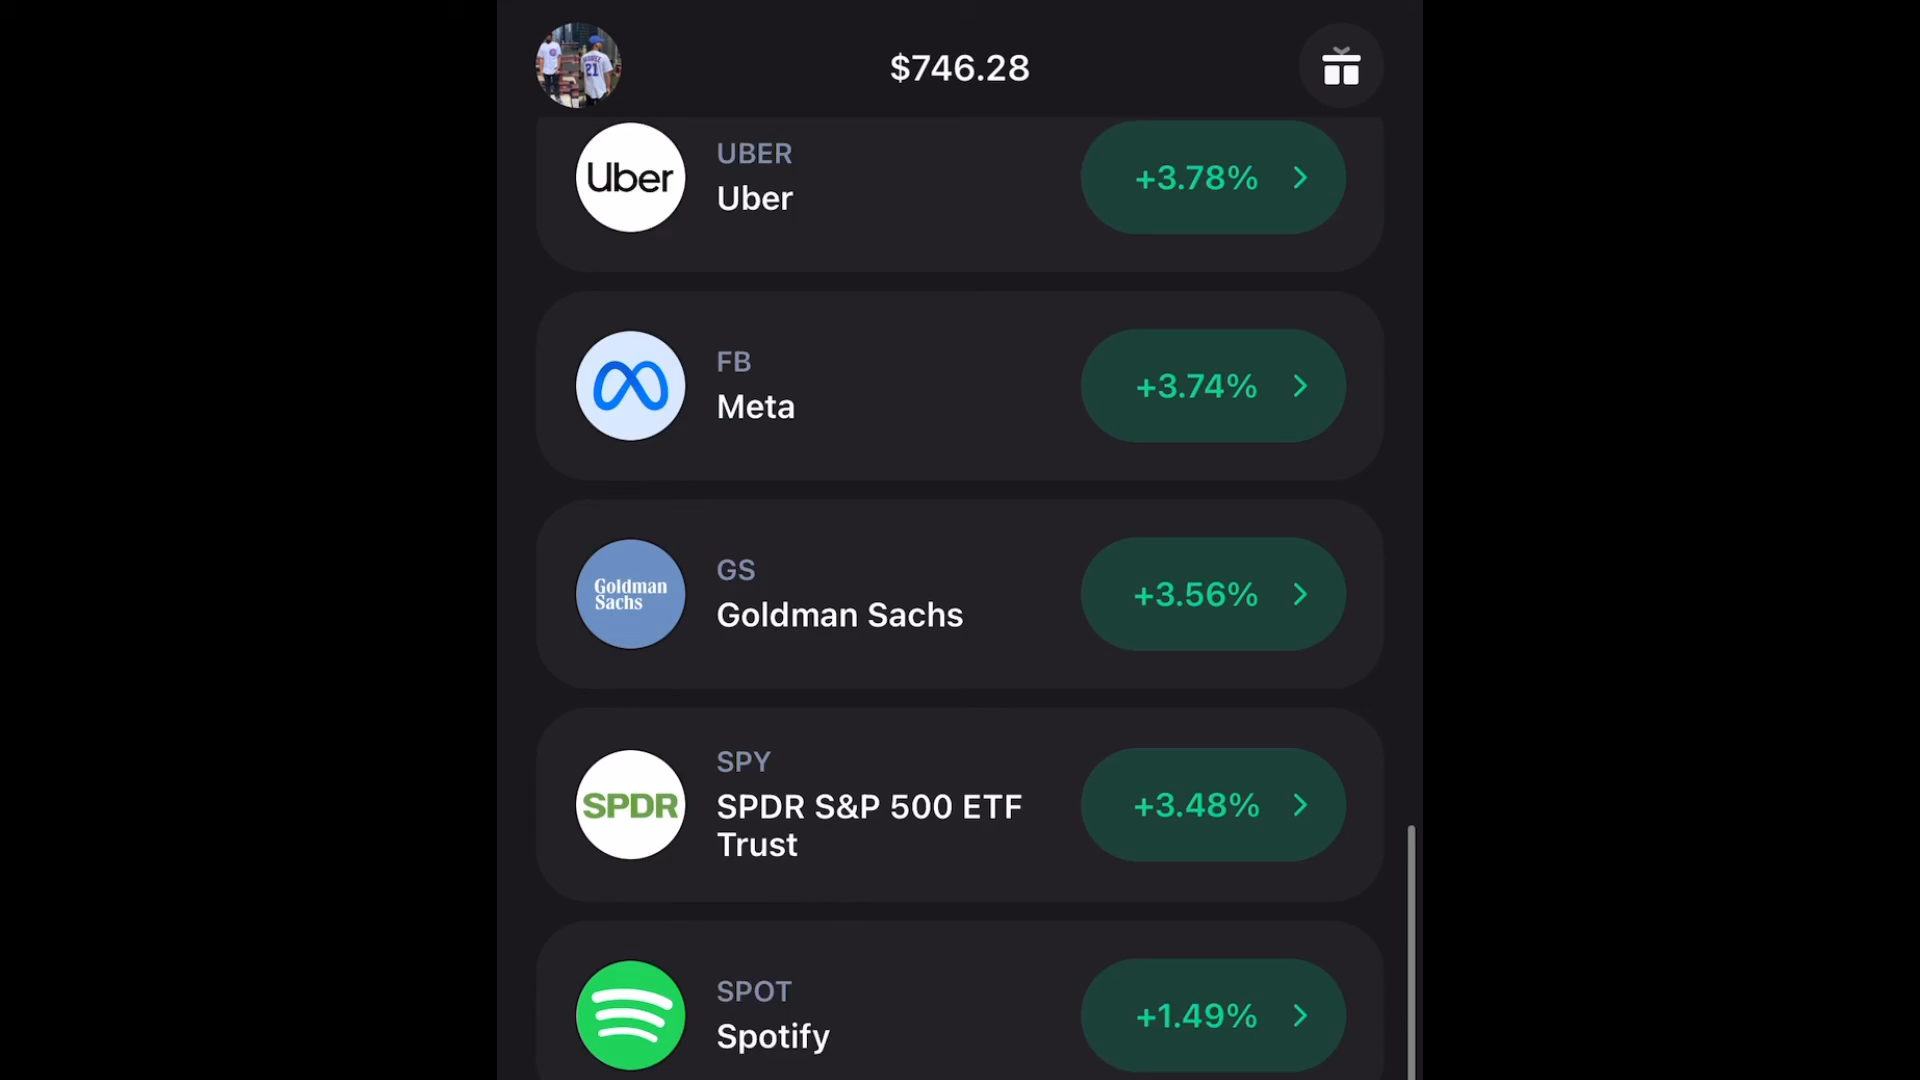 $746.28
Uber
UBER
Uber
+3.78%
FB
Meta
+3.74%
Goldman
Sachs
GS
Goldman Sachs
+3.56%
SPDR
SPY
SPDR S&P 500 ETF
Trust
+3.48%
SPOT
Spotify
+1.49%
21